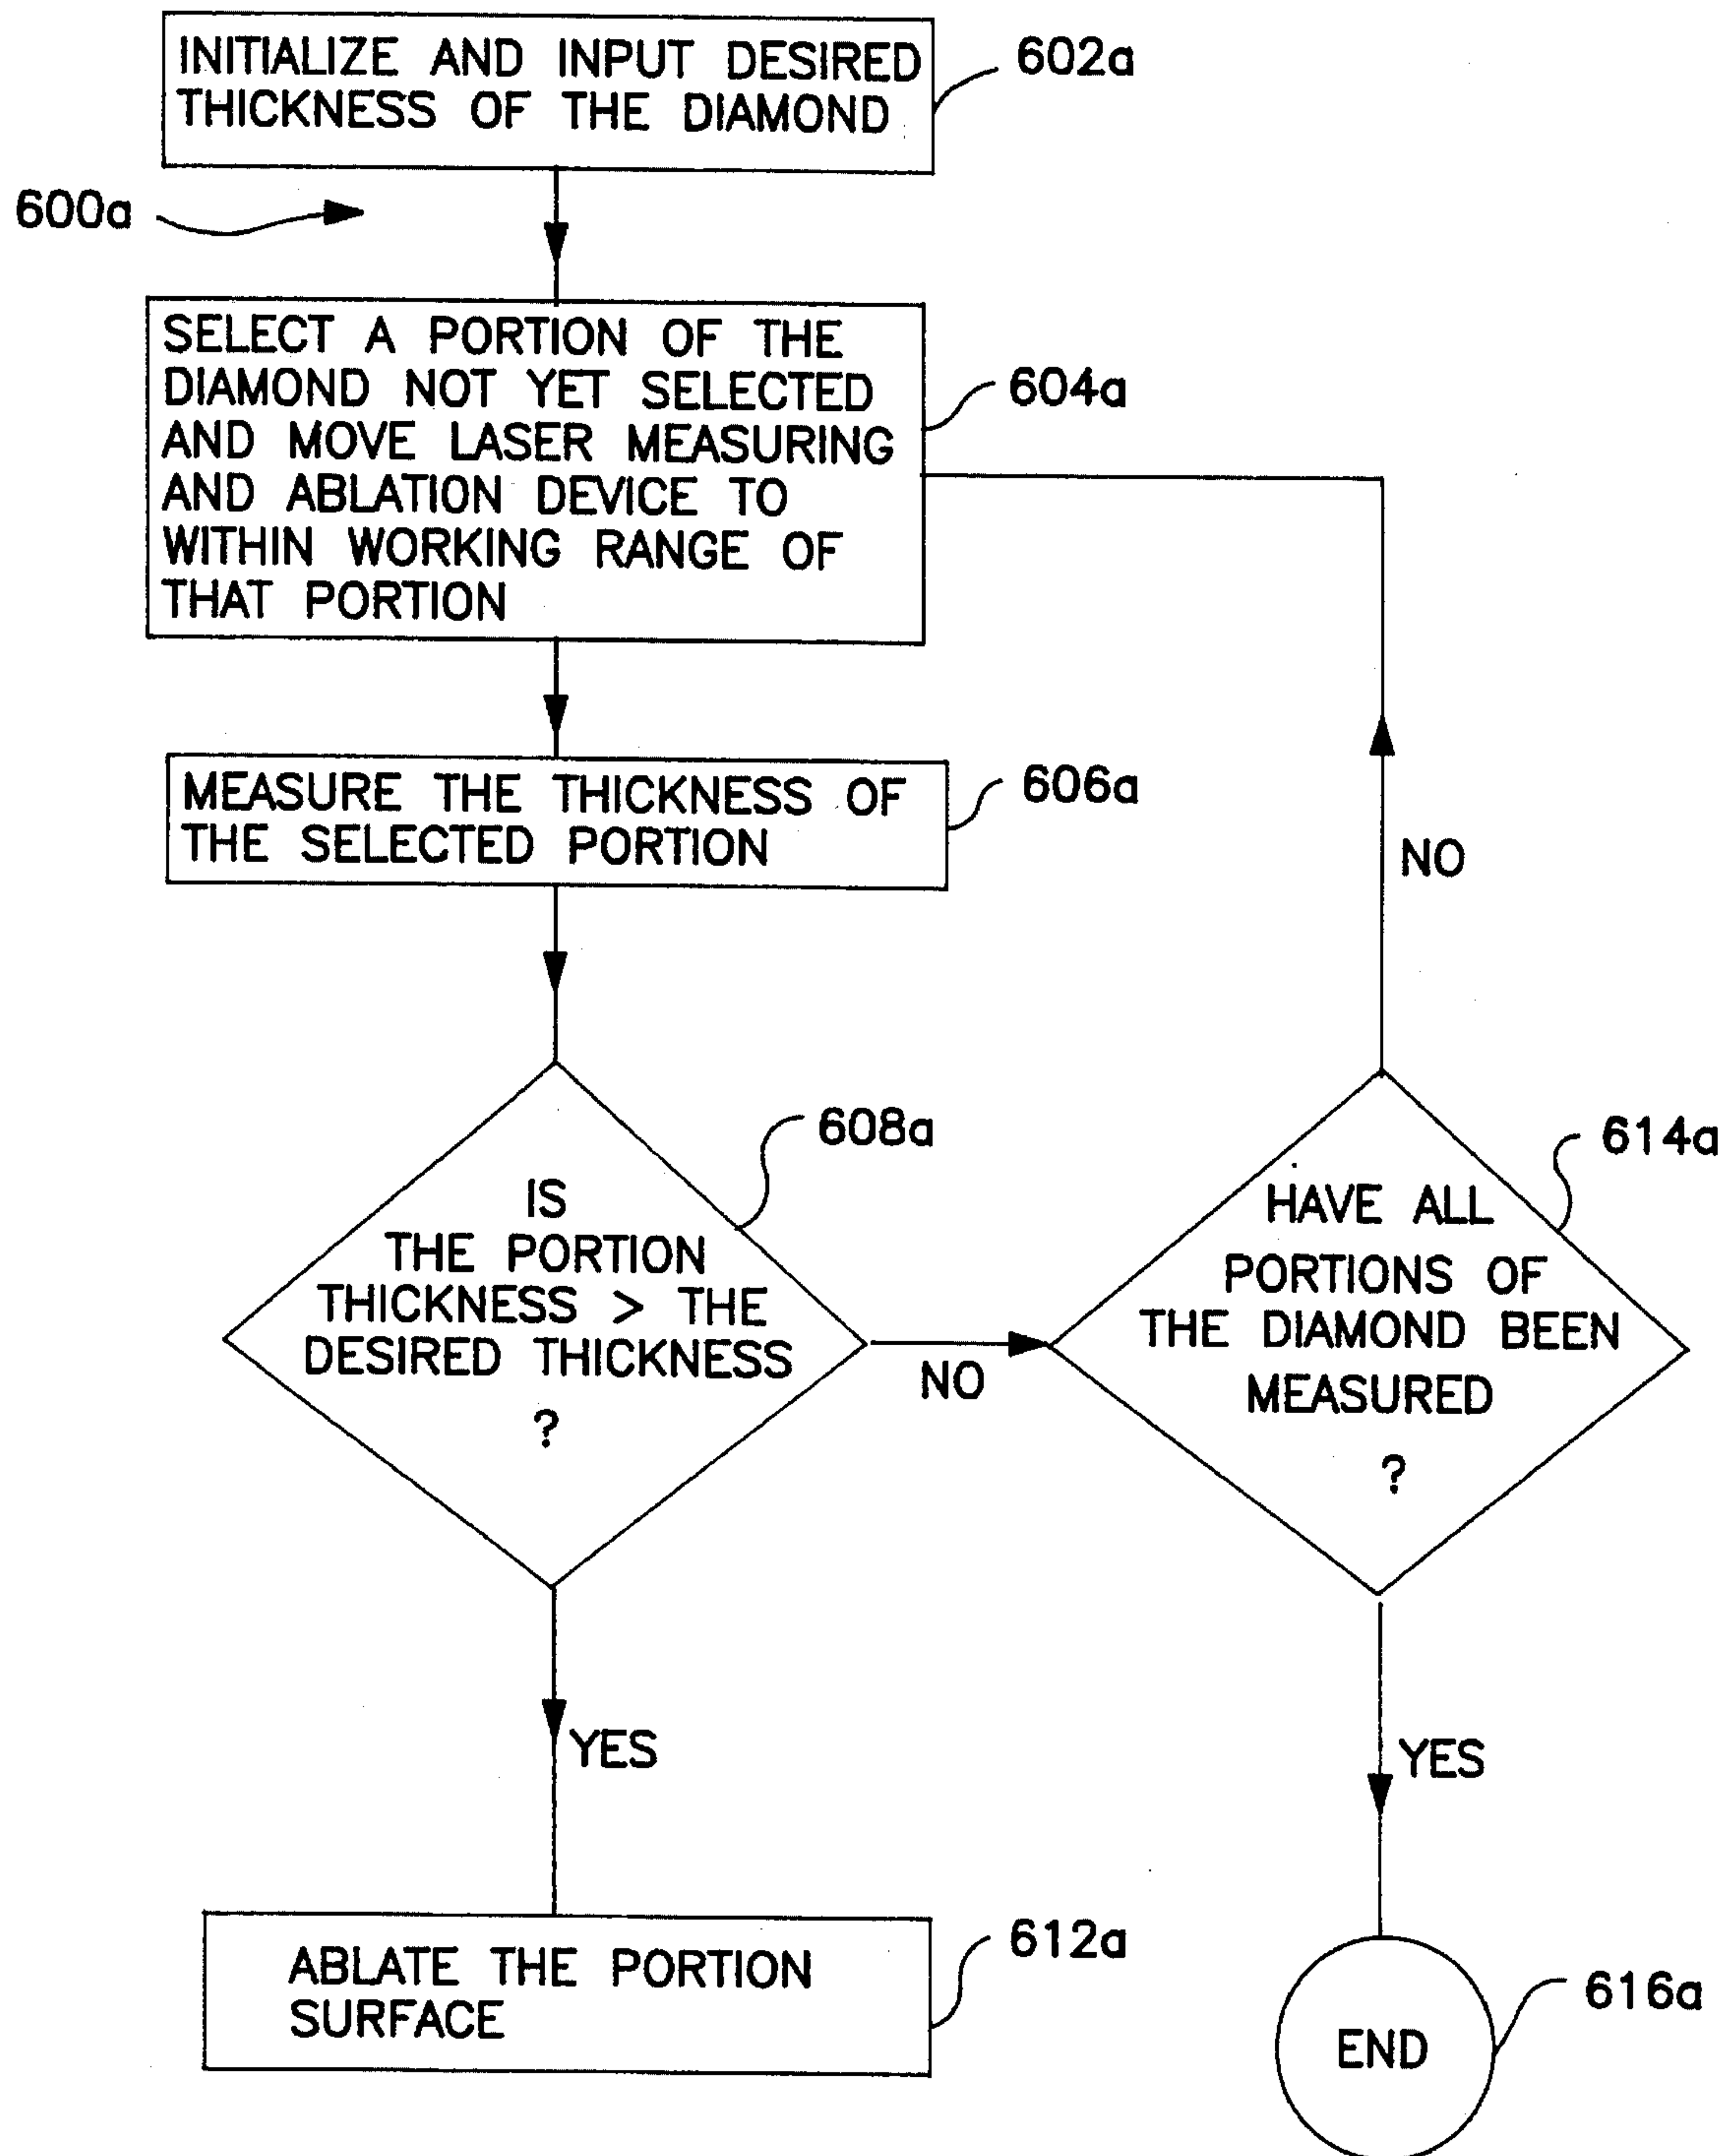 INITIALIZE AND INPUT DESIRED
THICKNESS OF THE DIAMOND
602a
600a
SELECT A PORTION OF THE
DIAMOND NOT YET SELECTED
AND MOVE LASER MEASURING
AND ABLATION DEVICE TO
WITHIN WORKING RANGE OF
THAT PORTION
604a
MEASURE THE THICKNESS OF
THE SELECTED PORTION
606a
NO
608a
IS
THE PORTION
THICKNESS > THE
DESIRED THICKNESS
?
NO
614a
HAVE ALL
PORTIONS OF
THE DIAMOND BEEN
MEASURED
?
YES
YES
ABLATE THE PORTION
SURFACE
612a
END
616a